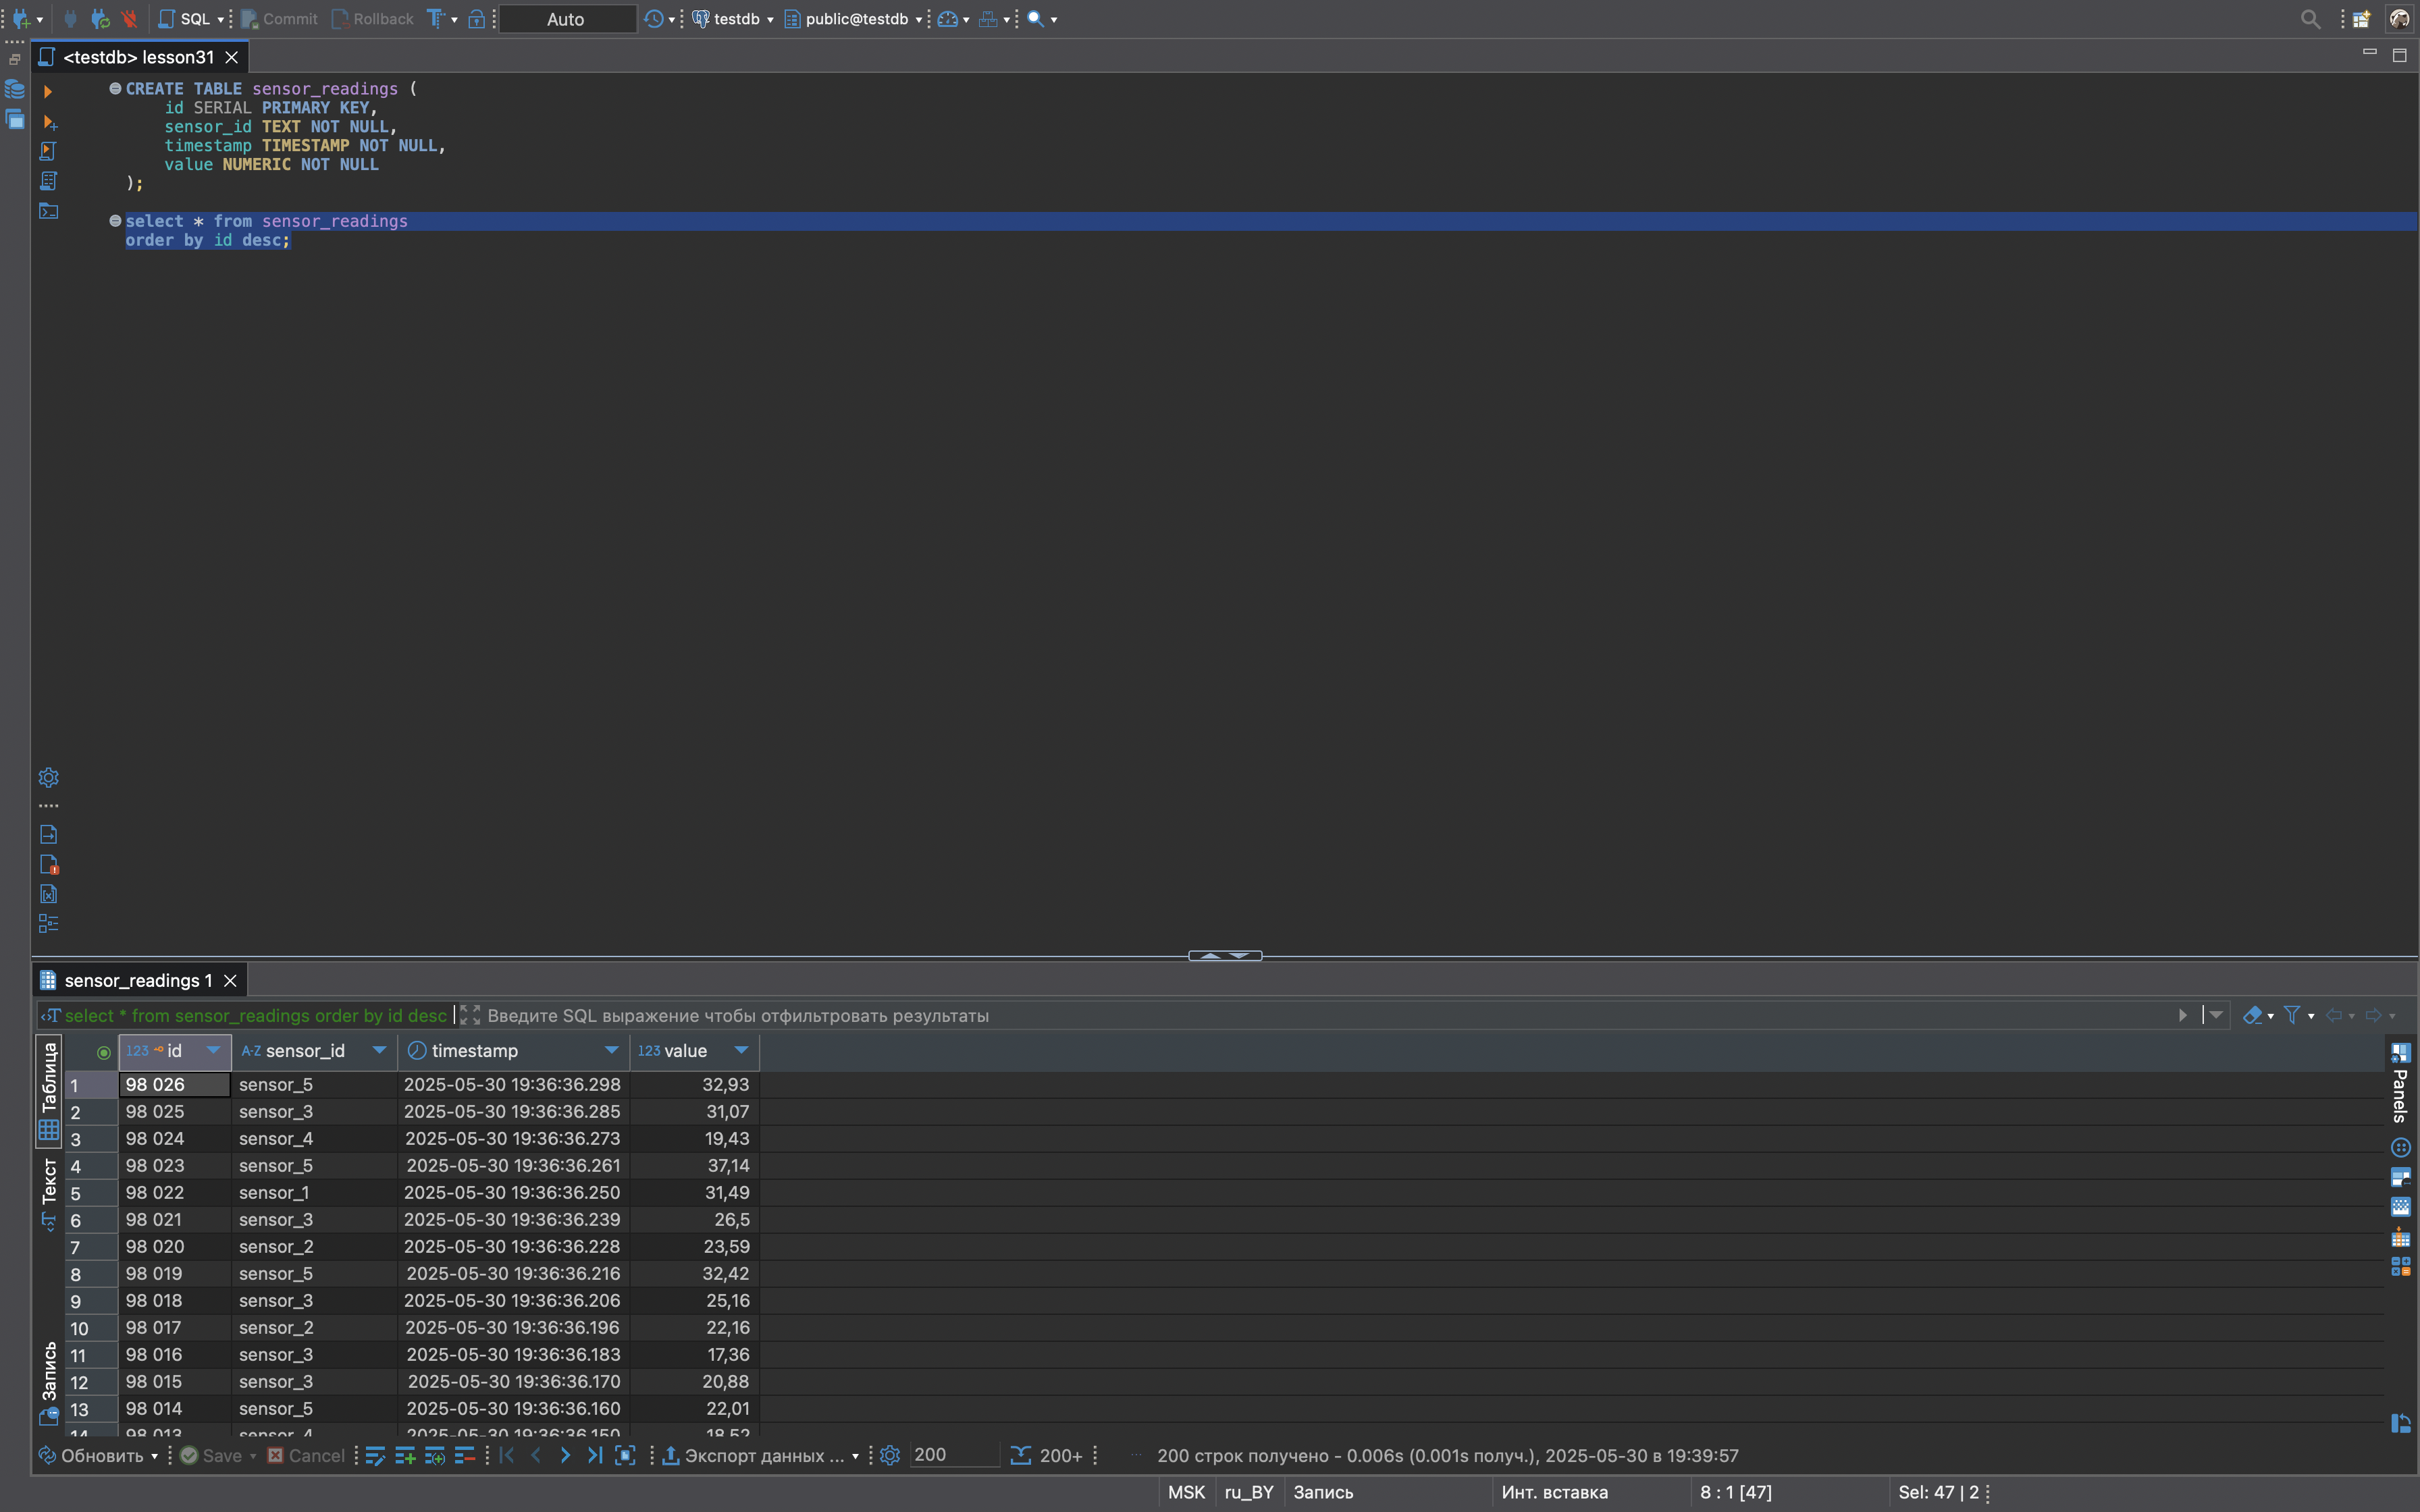 SQL Commit Rollback Auto testdb public@testdb
<testdb> lesson31
CREATE TABLE sensor_readings (
id SERIAL PRIMARY KEY,
sensor_id TEXT NOT NULL,
timestamp TIMESTAMP NOT NULL,
value NUMERIC NOT NULL
);
select * from sensor_readings
order by id desc;
sensor_readings 1
select * from sensor_readings order by id desc Введите SQL выражение чтобы отфильтровать результаты
Таблица
Текст
Запись
123 id A-Z sensor_id timestamp 123 value
1 98 026 sensor_5 2025-05-30 19:36:36.298 32,93
2 98 025 sensor_3 2025-05-30 19:36:36.285 31,07
3 98 024 sensor_4 2025-05-30 19:36:36.273 19,43
4 98 023 sensor_5 2025-05-30 19:36:36.261 37,14
5 98 022 sensor_1 2025-05-30 19:36:36.250 31,49
6 98 021 sensor_3 2025-05-30 19:36:36.239 26,5
7 98 020 sensor_2 2025-05-30 19:36:36.228 23,59
8 98 019 sensor_5 2025-05-30 19:36:36.216 32,42
9 98 018 sensor_3 2025-05-30 19:36:36.206 25,16
10 98 017 sensor_2 2025-05-30 19:36:36.196 22,16
11 98 016 sensor_3 2025-05-30 19:36:36.183 17,36
12 98 015 sensor_3 2025-05-30 19:36:36.170 20,88
13 98 014 sensor_5 2025-05-30 19:36:36.160 22,01
14 98 013 sensor_4 2025-05-30 19:36:36.150 18,52
Panels
Обновить Save Cancel Экспорт данных ... 200 200+ 200 строк получено - 0.006s (0.001s получ.), 2025-05-30 в 19:39:57
MSK ru_BY Запись Инт. вставка 8 : 1 [47] Sel: 47 | 2